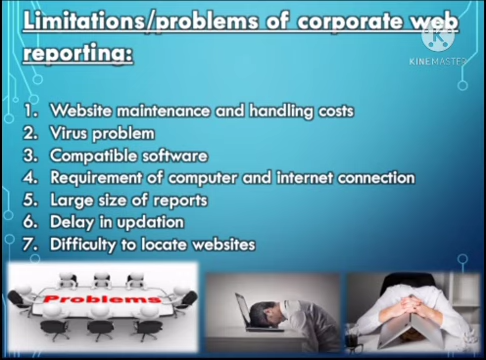 Limitations/problems of corporate web
reporting:
KINEMASTER
1. Website maintenance and handling costs
2. Virus problem
3. Compatible software
4. Requirement of computer and internet connection
5. Large size of reports
6. Delay in updation
7. Difficulty to locate websites
Problems